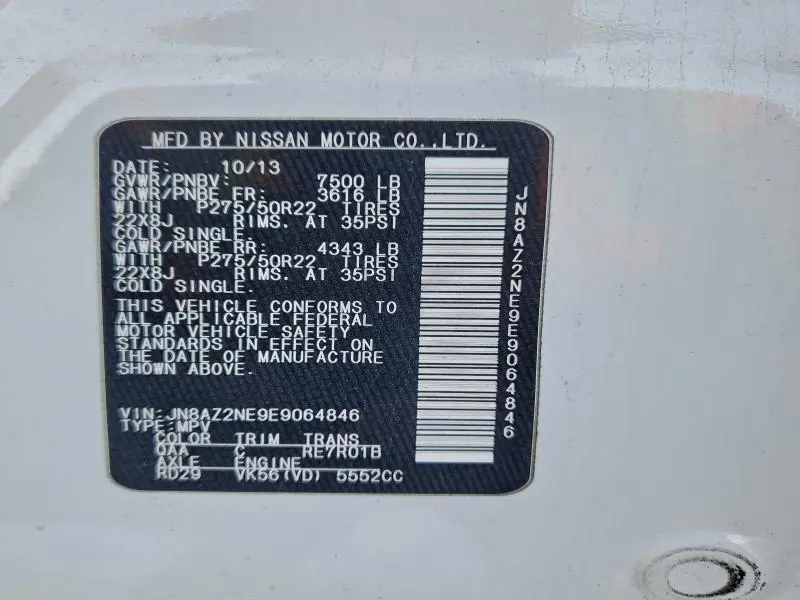 MFD BY NISSAN MOTOR CO.,LTD.
DATE: 10/13
GVWR/PNBV: 7500 LB
GAWR/PNBE FR: 3616 LB
WITH P275/50R22 TIRES
22X8J RIMS. AT 35PSI
COLD SINGLE.
GAWR/PNBE RR: 4343 LB
WITH P275/50R22 TIRES
22X8J RIMS. AT 35PSI
COLD SINGLE.
THIS VEHICLE CONFORMS TO
ALL APPLICABLE FEDERAL
MOTOR VEHICLE SAFETY
STANDARDS IN EFFECT ON
THE DATE OF MANUFACTURE
SHOWN ABOVE.
VIN:JN8AZ2NE9E9064846
TYPE:MPV
COLOR TRIM TRANS
QAA C RE7R01B
AXLE ENGINE
RD29 VK56(VD) 5552CC
JN8AZ2NE9E9064846